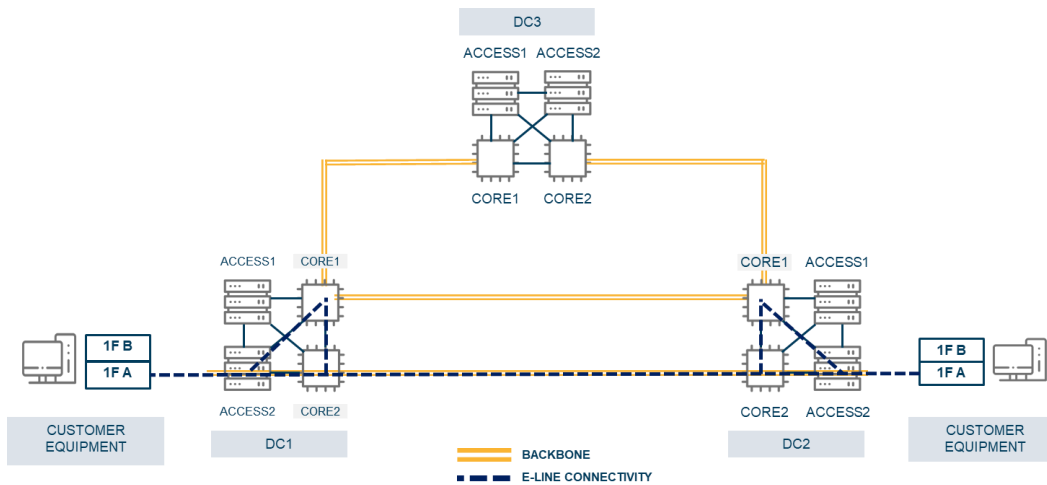 DC3
ACCESS1 ACCESS2
CORE1 CORE2
ACCESS1 CORE1
CORE1 ACCESS1
1F B
1F A
1F B
1F A
ACCESS2 CORE2
CORE2 ACCESS2
CUSTOMER
EQUIPMENT
DC1
DC2
CUSTOMER
EQUIPMENT
BACKBONE
E-LINE CONNECTIVITY